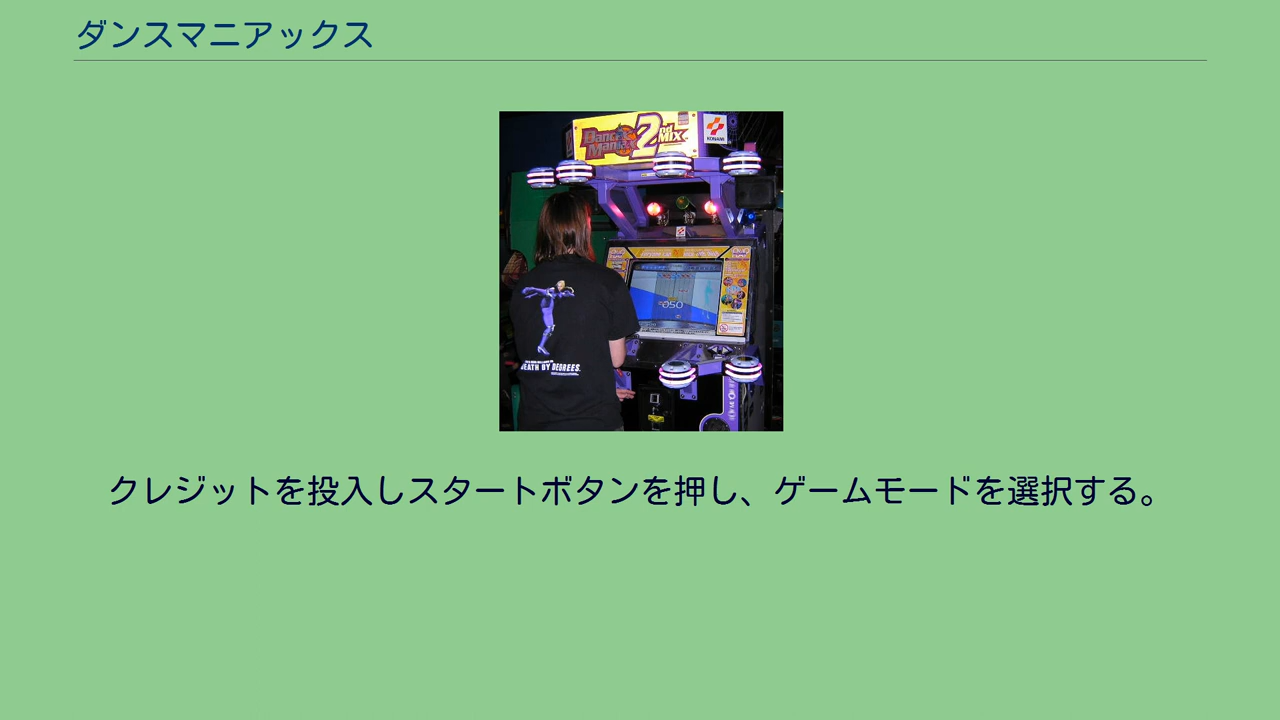 ダンスマニアックス
Dance
Maniax
2nd
Mix
KONAMI
050
DEATH BY DEGREES.
クレジットを投入しスタートボタンを押し、ゲームモードを選択する。